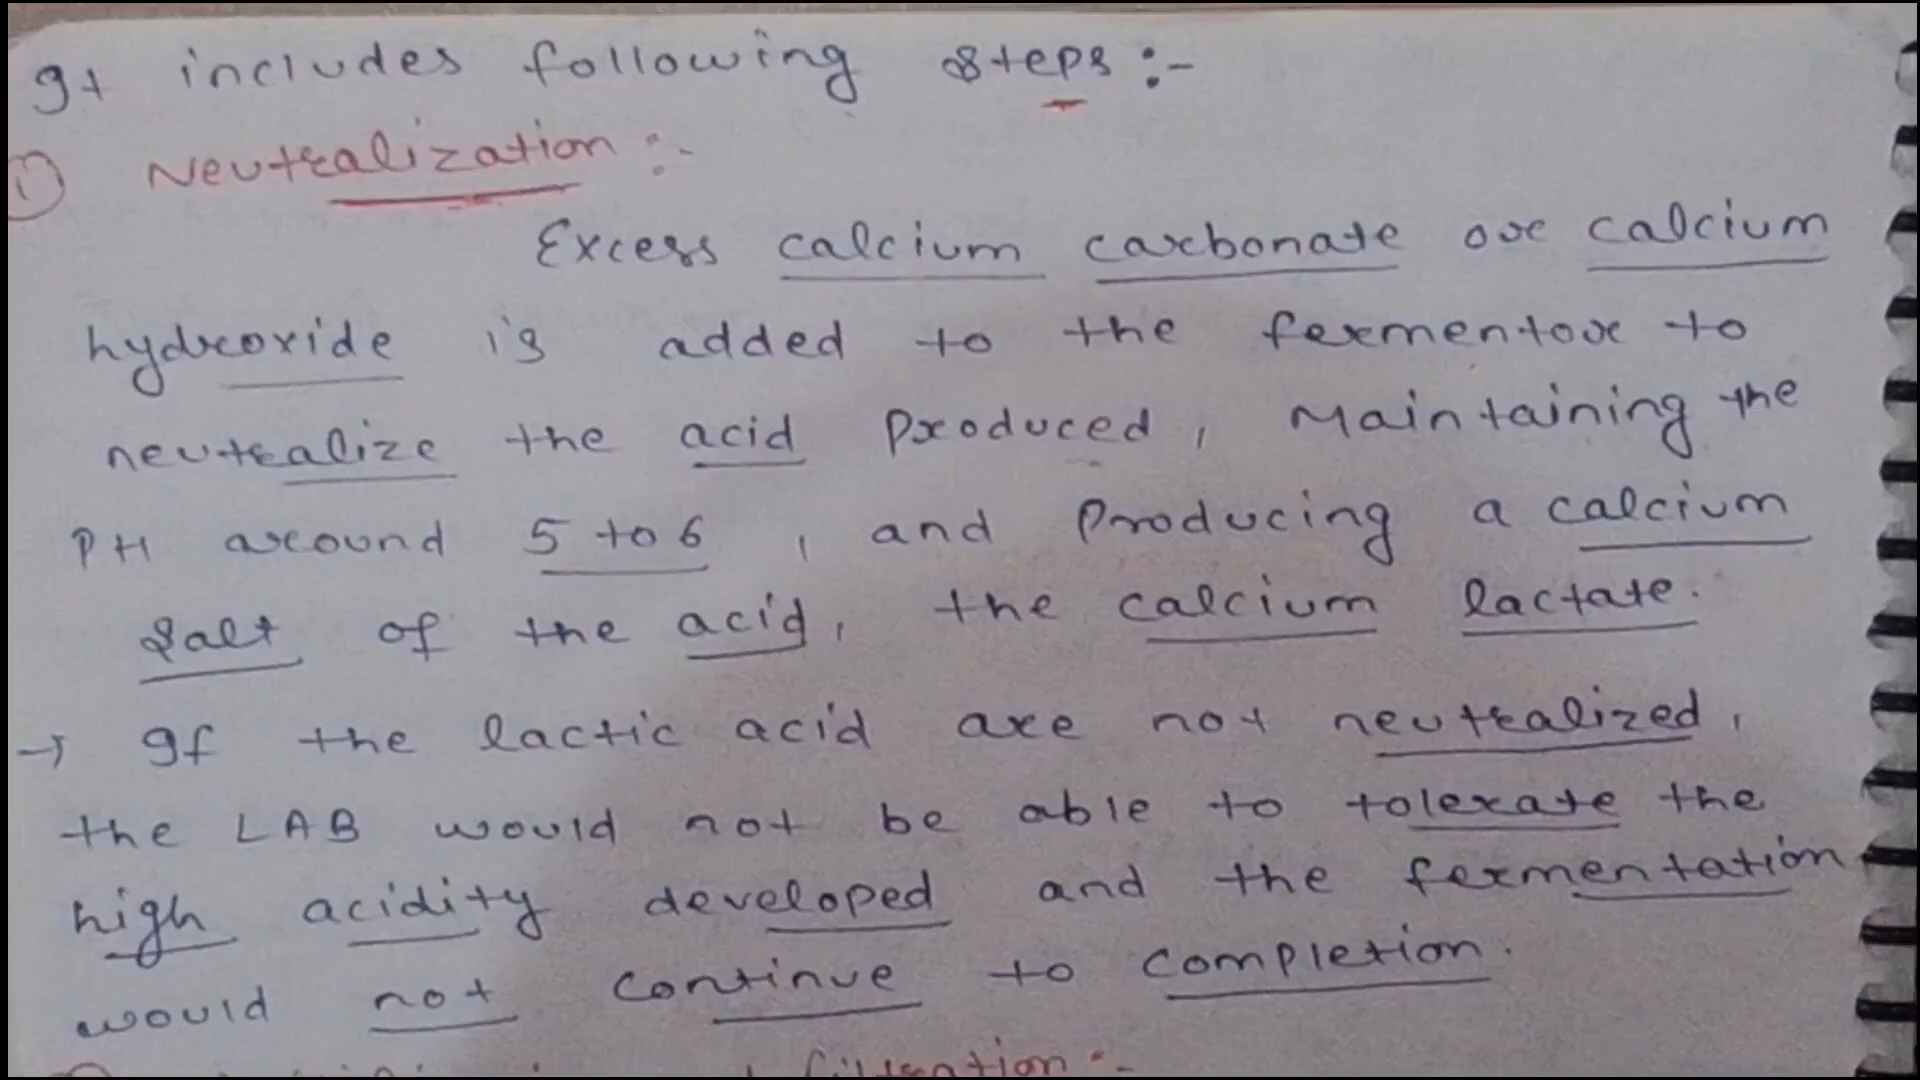 It includes following steps :-
1) Neutralization :-
Excess calcium carbonate or calcium
hydroxide is added to the fermentor to
neutralize the acid produced, Maintaining the
PH around 5 to 6, and Producing a calcium
salt of the acid, the calcium lactate.
→ If the lactic acid are not neutralized,
the LAB would not be able to tolerate the
high acidity developed and the fermentation
would not continue to completion.
filtration :-